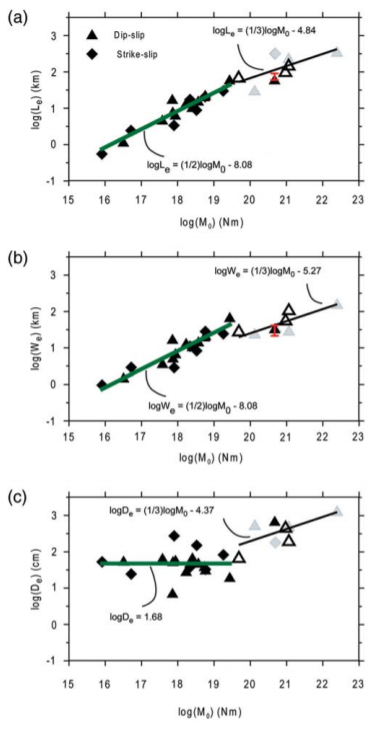 (a)
logLₑ = (1/3)logM₀ – 4.84
Dip-slip
Strike-slip
log(Lₑ) (km)
3
2
1
0
-1
logLₑ = (1/2)logM₀ – 8.08
15 16 17 18 19 20 21 22 23
log(M₀) (Nm)
(b)
logWₑ = (1/3)logM₀ – 5.27
log(Wₑ) (km)
3
2
1
0
-1
logWₑ = (1/2)logM₀ – 8.08
15 16 17 18 19 20 21 22 23
log(M₀) (Nm)
(c)
logDₑ = (1/3)logM₀ – 4.37
log(Dₑ) (cm)
3
2
1
0
-1
logDₑ = 1.68
15 16 17 18 19 20 21 22 23
log(M₀) (Nm)